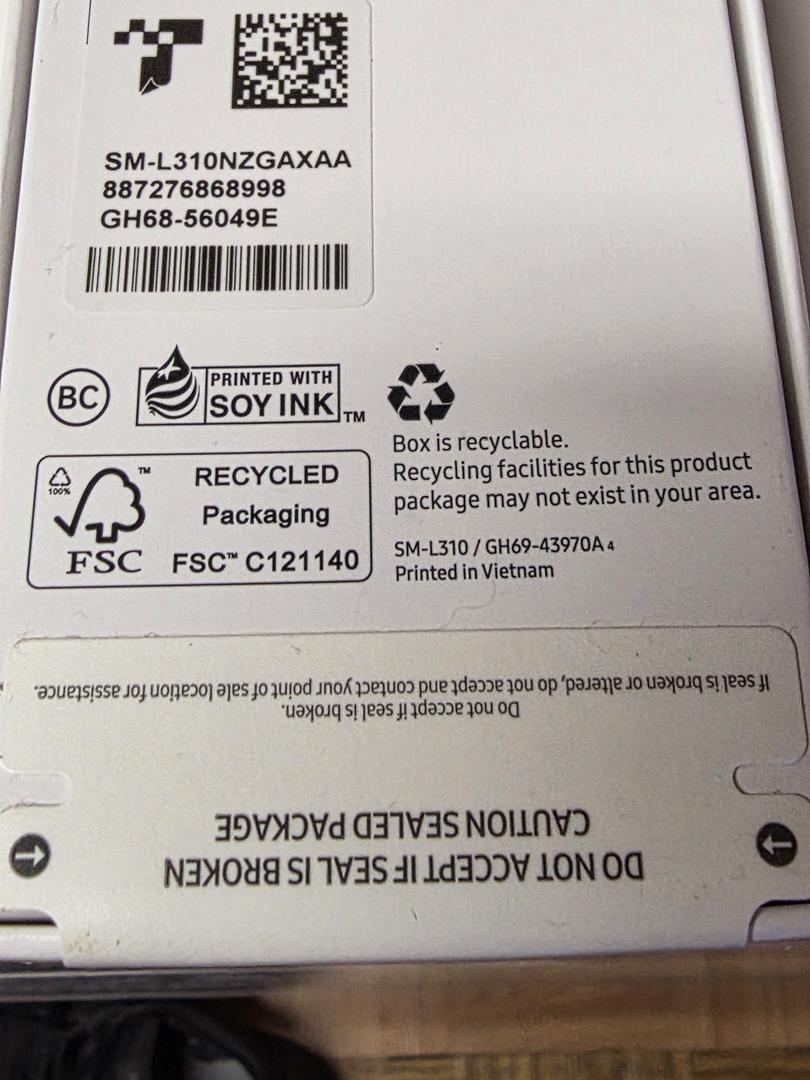 SM-L310NZGAXAA
887276868998
GH68-56049E
BC
PRINTED WITH
SOY INK™
Box is recyclable.
Recycling facilities for this product
package may not exist in your area.
100%
™
FSC
RECYCLED
Packaging
FSC™ C121140
SM-L310 / GH69-43970A 4
Printed in Vietnam
DO NOT ACCEPT IF SEAL IS BROKEN
CAUTION SEALED PACKAGE
Do not accept if seal is broken.
If seal is broken or altered, do not accept and contact your point of sale location for assistance.